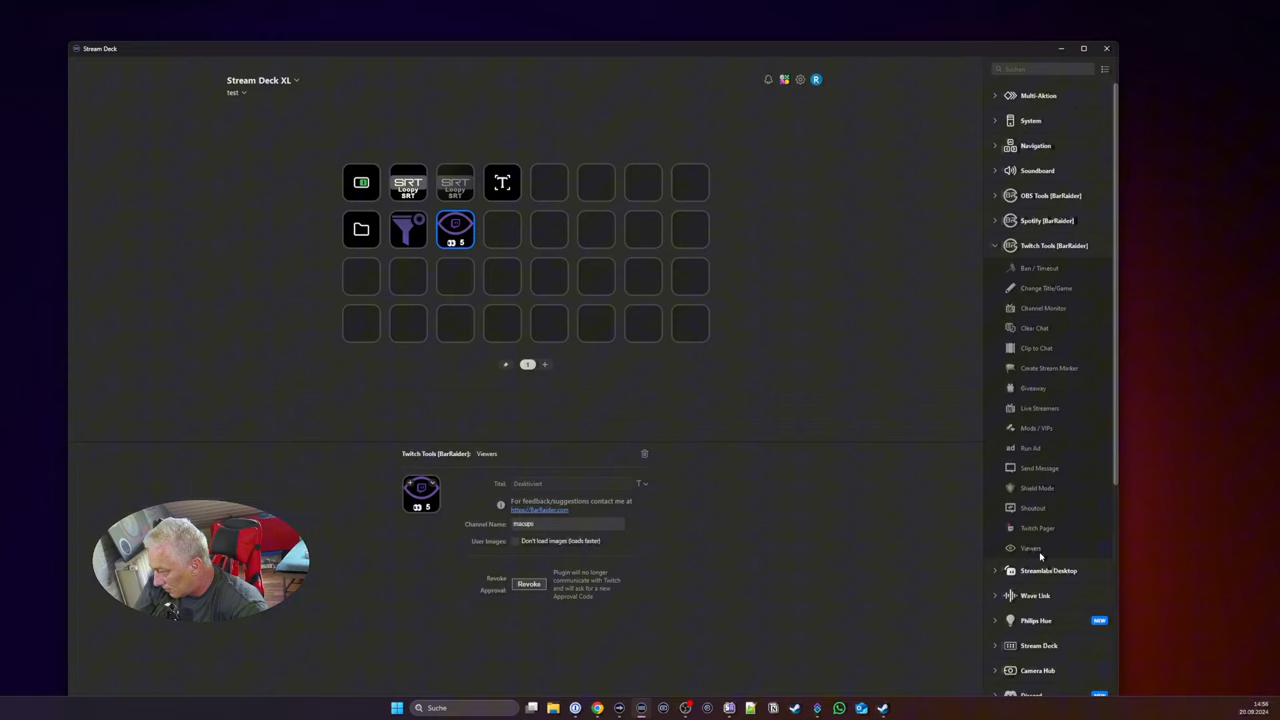 Stream Deck
Stream Deck XL
test
R
Suchen
Multi-Aktion
System
Navigation
Soundboard
OBS Tools [BarRaider]
Spotify [BarRaider]
Twitch Tools [BarRaider]
Ban / Timeout
Change Title/Game
Channel Monitor
Clear Chat
Clip to Chat
Create Stream Marker
Giveaway
Live Streamers
Mods / VIPs
ad Run Ad
Send Message
Shield Mode
Shoutout
Twitch Pager
Viewers
Streamlabs Desktop
Wave Link
Philips Hue NEW
Stream Deck
Camera Hub
Discord NEW
SRT
Loopy
SRT
SRT
Loopy
SRT
T
5
1
Twitch Tools [BarRaider]: Viewers
5
Titel: Deaktiviert T
For feedback/suggestions contact me at
https://BarRaider.com
Channel Name: macups
User Images: Don't load images (loads faster)
Revoke
Approval:
Revoke
Plugin will no longer
communicate with Twitch
and will ask for a new
Approval Code
Suche
14:56
20.09.2024